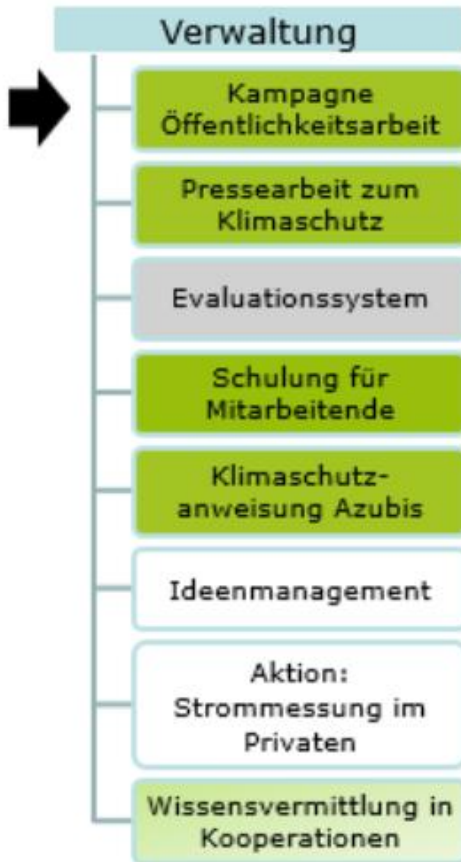 Verwaltung
Kampagne
Öffentlichkeitsarbeit
Pressearbeit zum
Klimaschutz
Evaluationssystem
Schulung für
Mitarbeitende
Klimaschutz-
anweisung Azubis
Ideenmanagement
Aktion:
Strommessung im
Privaten
Wissensvermittlung in
Kooperationen